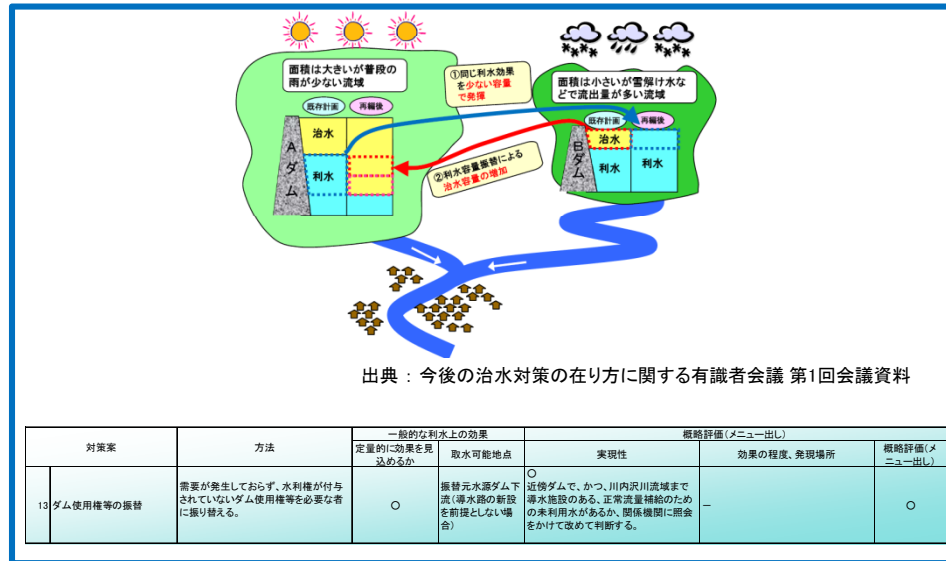 面積は大きいが普段の
雨が少ない流域
①同じ利水効果
を少ない容量
で発揮
面積は小さいが雪解け水な
どで流出量が多い流域
既存計画
再編後
既存計画
再編後
Aダム
治水
利水
②利水容量振替による
治水容量の増加
Bダム
治水
利水
利水
出典 : 今後の治水対策の在り方に関する有識者会議 第1回会議資料
対策案
方法
一般的な利水上の効果
概略評価(メニュー出し)
定量的に効果を見
込めるか
取水可能地点
実現性
効果の程度、発現場所
概略評価(メ
ニュー出し)
13 ダム使用権等の振替
需要が発生しておらず、水利権が付与
されていないダム使用権等を必要な者
に振り替える。
○
振替元水源ダム下
流(導水路の新設
を前提としない場
合)
○
近傍ダムで、かつ、川内沢川流域まで
導水施設のある、正常流量補給のため
の未利用水があるか、関係機関に照会
をかけて改めて判断する。
－
○